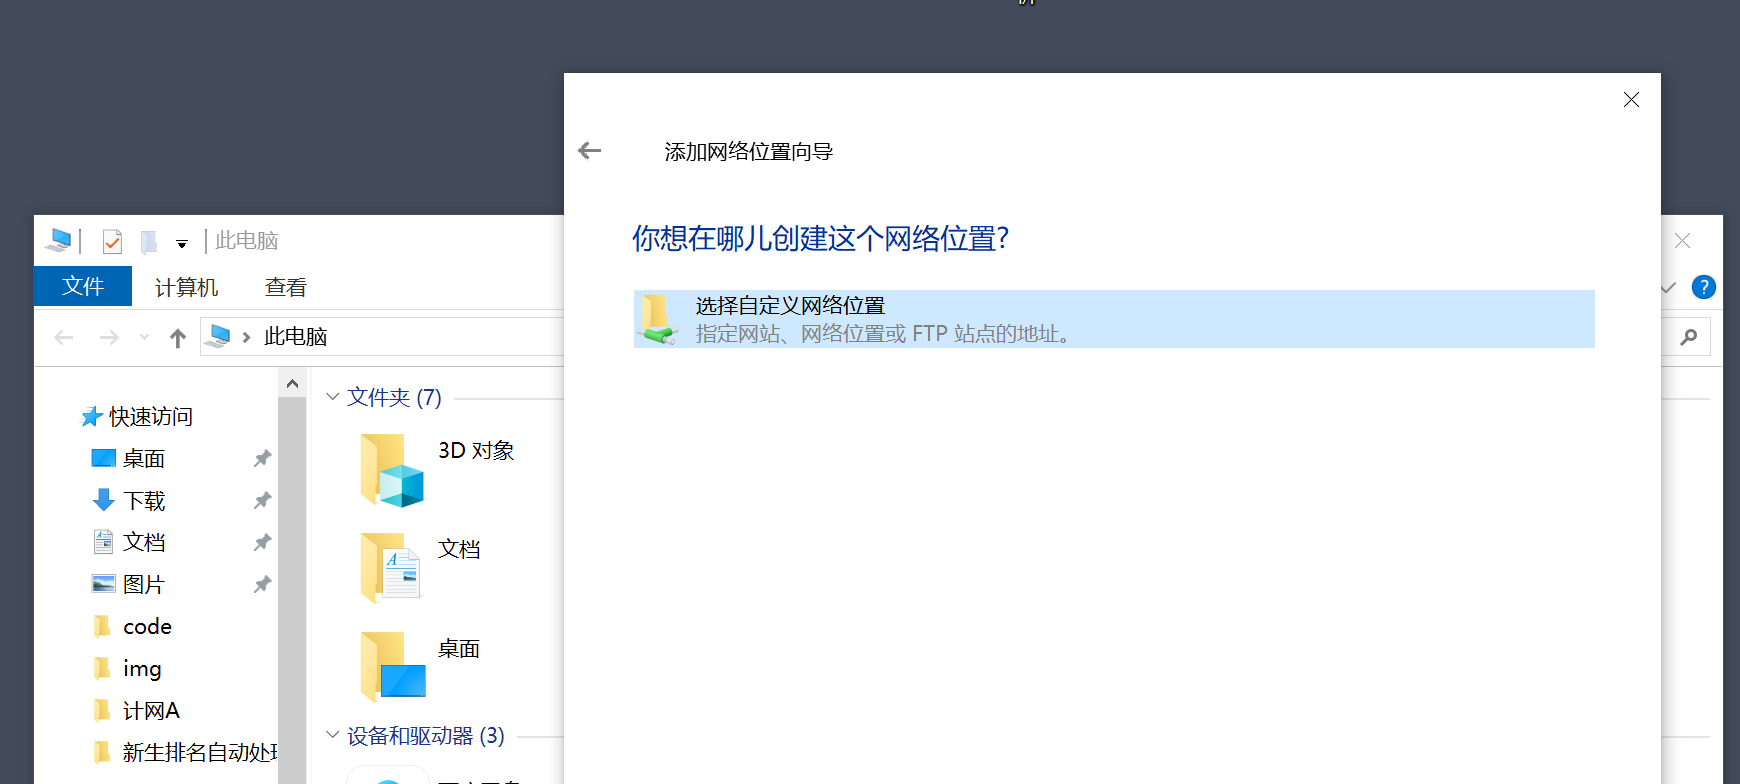 添加网络位置向导
你想在哪儿创建这个网络位置?
选择自定义网络位置
指定网站、网络位置或 FTP 站点的地址。
此电脑
文件 计算机 查看
此电脑
快速访问
桌面
下载
文档
图片
code
img
计网A
新生排名自动处
文件夹 (7)
3D 对象
文档
桌面
设备和驱动器 (3)